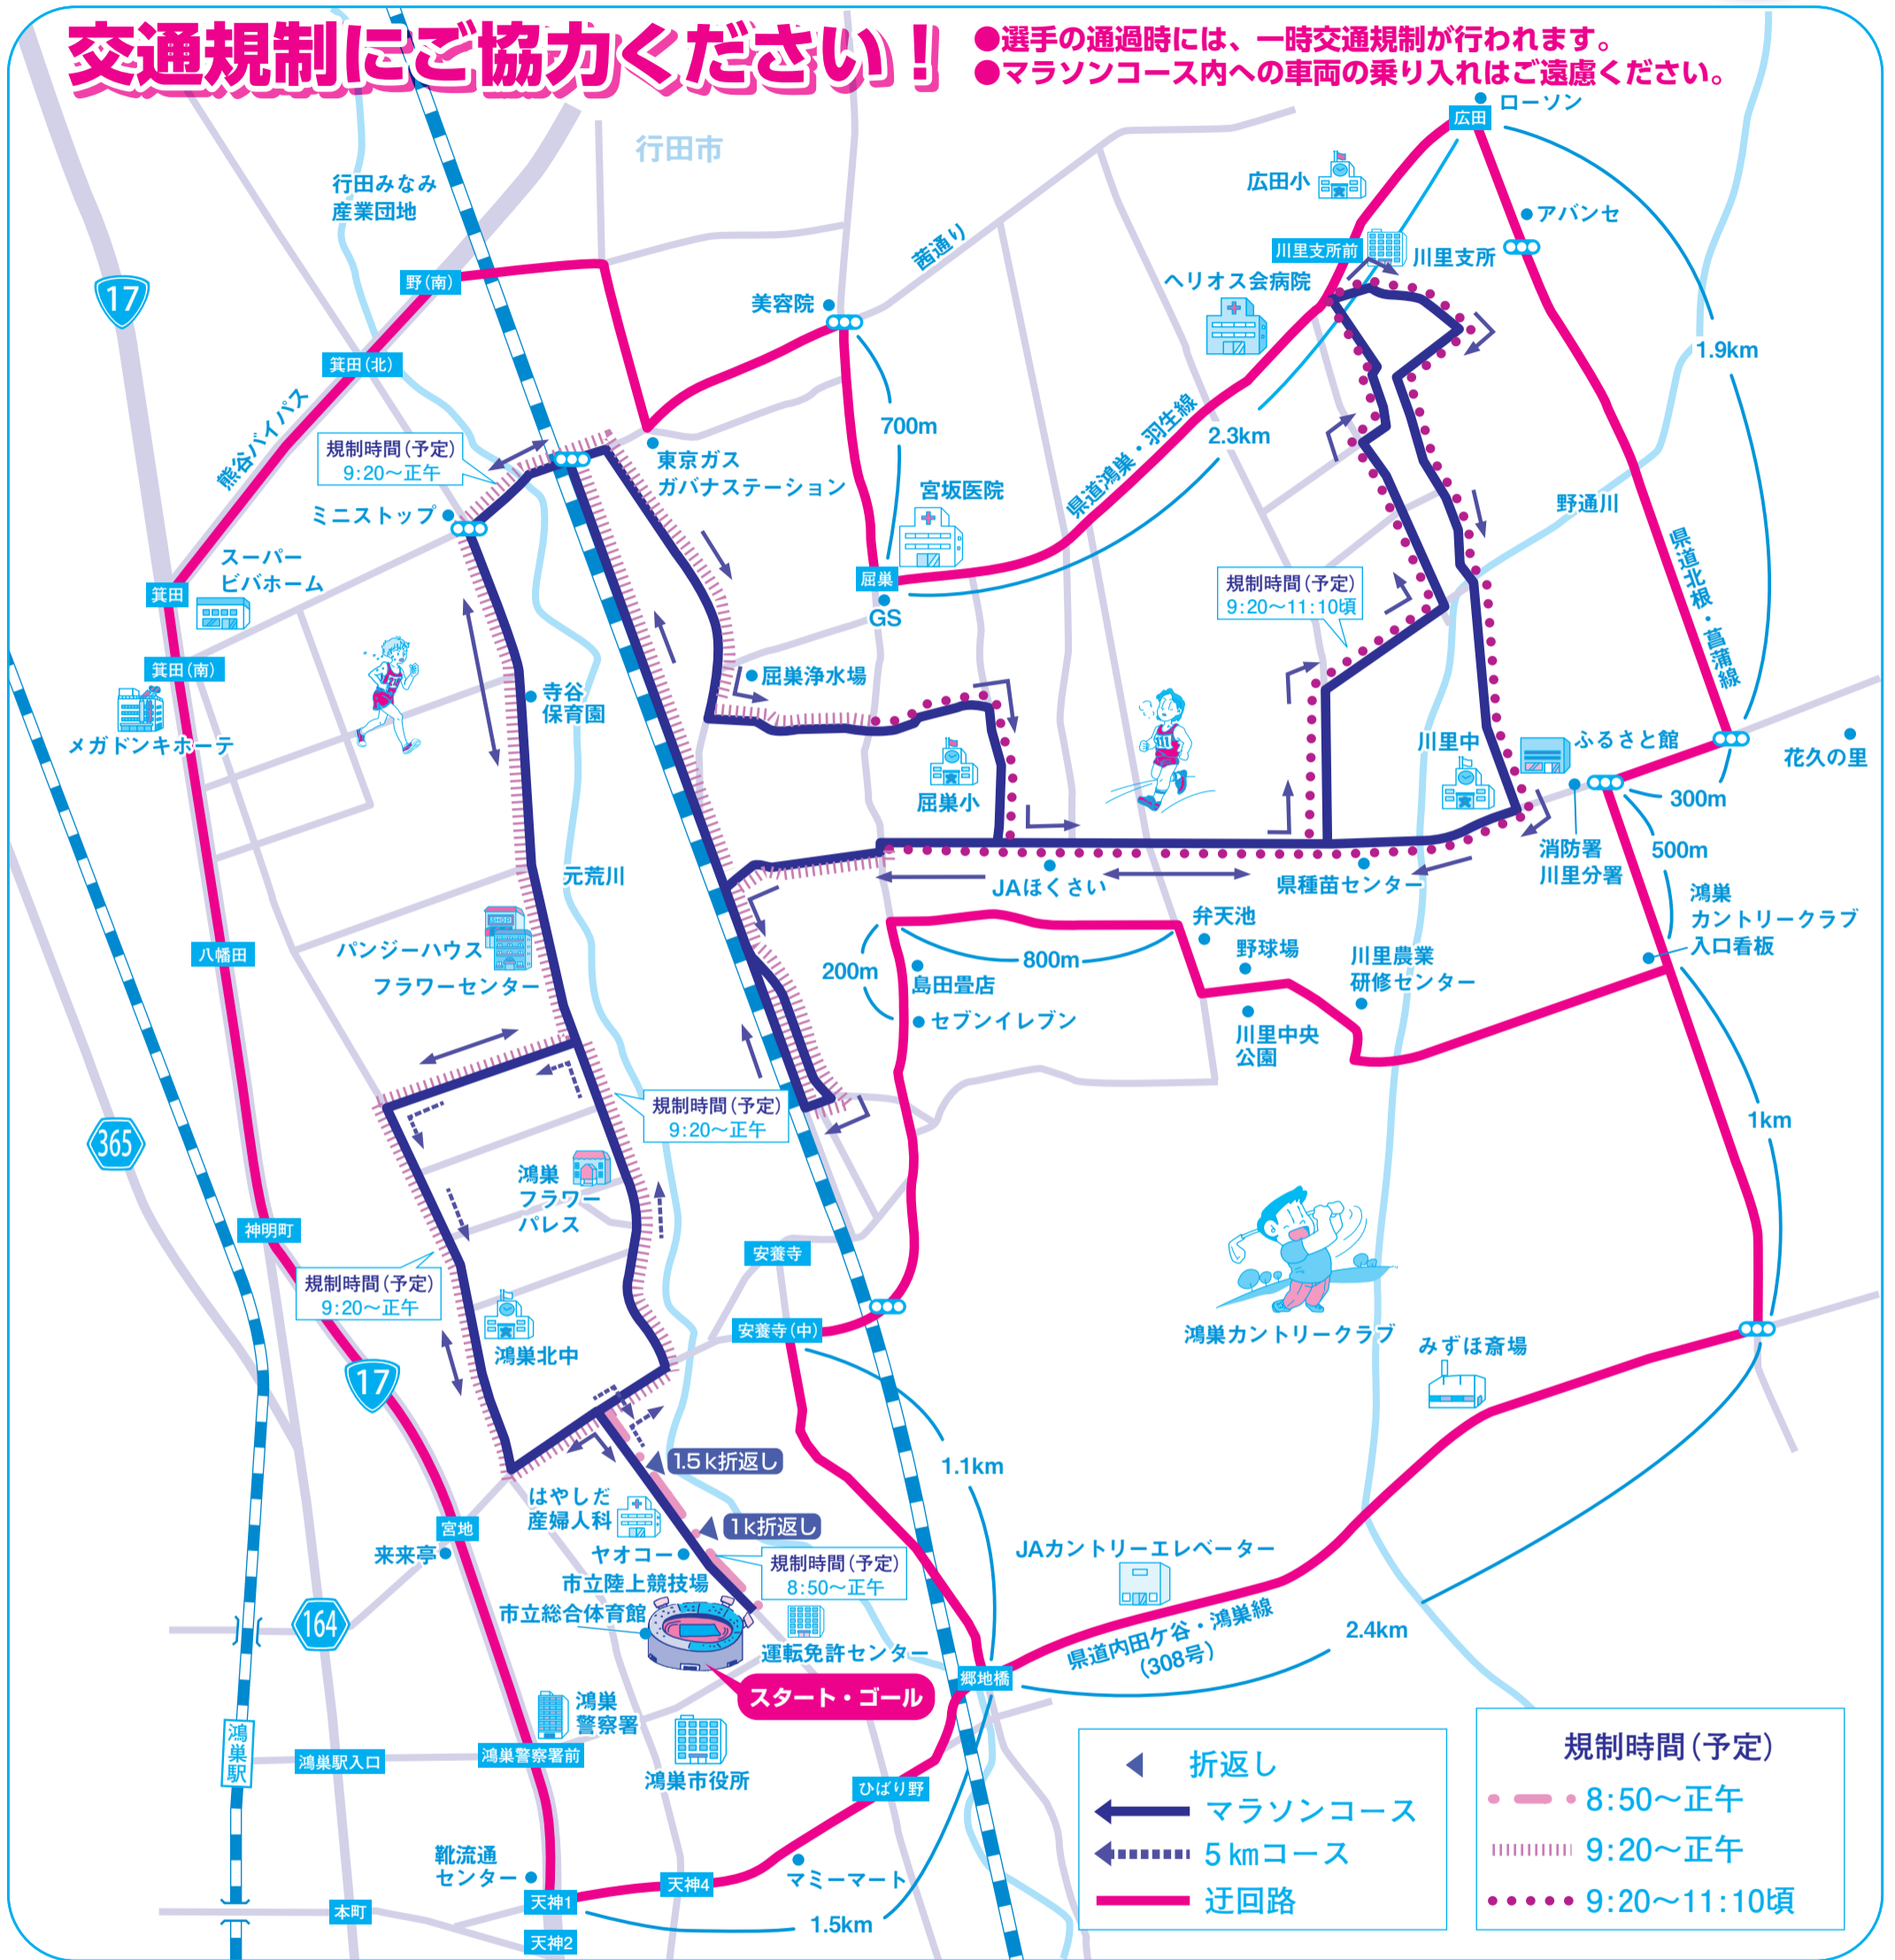 交通規制にご協力ください！
●選手の通過時には、一時交通規制が行われます。
●マラソンコース内への車両の乗り入れはご遠慮ください。
ローソン
広田
行田市
広田小
行田みなみ
産業団地
アバンセ
茜通り
川里支所前
川里支所
野(南)
ヘリオス会病院
17
美容院
箕田(北)
1.9km
熊谷バイパス
700m
県道鴻巣・羽生線
2.3km
規制時間(予定)
9:20〜正午
東京ガス
ガバナステーション
宮坂医院
野通川
ミニストップ
県道北根・菖蒲線
スーパー
ビバホーム
箕田
屈巣
GS
規制時間(予定)
9:20〜11:10頃
箕田(南)
屈巣浄水場
寺谷
保育園
メガドンキホーテ
川里中
ふるさと館
花久の里
屈巣小
300m
元荒川
JAほくさい
県種苗センター
消防署
川里分署
500m
鴻巣
カントリークラブ
入口看板
パンジーハウス
フラワーセンター
八幡田
弁天池
野球場
川里農業
研修センター
200m
800m
島田畳店
セブンイレブン
川里中央
公園
規制時間(予定)
9:20〜正午
1km
365
鴻巣
フラワー
パレス
神明町
安養寺
規制時間(予定)
9:20〜正午
安養寺(中)
鴻巣北中
鴻巣カントリークラブ
みずほ斎場
17
1.5k折返し
1.1km
はやしだ
産婦人科
1k折返し
宮地
来来亭
ヤオコー
規制時間(予定)
8:50〜正午
JAカントリーエレベーター
市立陸上競技場
市立総合体育館
164
県道内田ケ谷・鴻巣線
(308号)
2.4km
運転免許センター
郷地橋
スタート・ゴール
鴻巣
警察署
鴻巣駅
鴻巣駅入口
鴻巣警察署前
鴻巣市役所
ひばり野
靴流通
センター
マミーマート
天神4
天神1
本町
1.5km
天神2
折返し
マラソンコース
5kmコース
迂回路
規制時間(予定)
8:50〜正午
9:20〜正午
9:20〜11:10頃